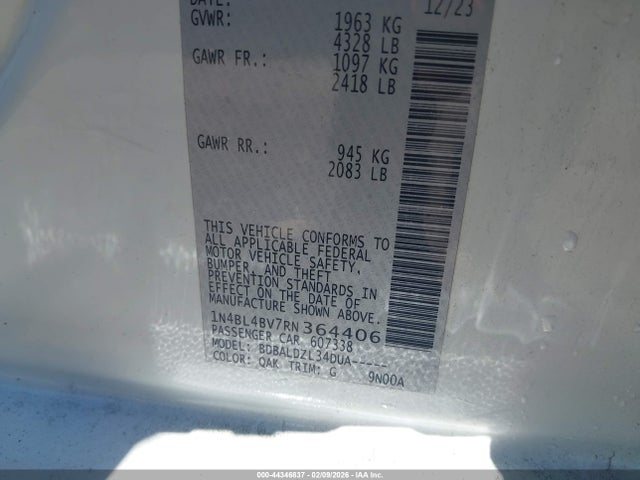 DATE: 12/23
GVWR: 1963 KG
4328 LB
GAWR FR.: 1097 KG
2418 LB
GAWR RR.: 945 KG
2083 LB
THIS VEHICLE CONFORMS TO
ALL APPLICABLE FEDERAL
MOTOR VEHICLE SAFETY,
BUMPER, AND THEFT
PREVENTION STANDARDS IN
EFFECT ON THE DATE OF
MANUFACTURE SHOWN ABOVE.
1N4BL4BV7RN364406
PASSENGER CAR 607338
MODEL: BDBALDZL34DUA-----
COLOR: QAK TRIM: G 9N00A
000-44346837 - 02/09/2026 - IAA, Inc.